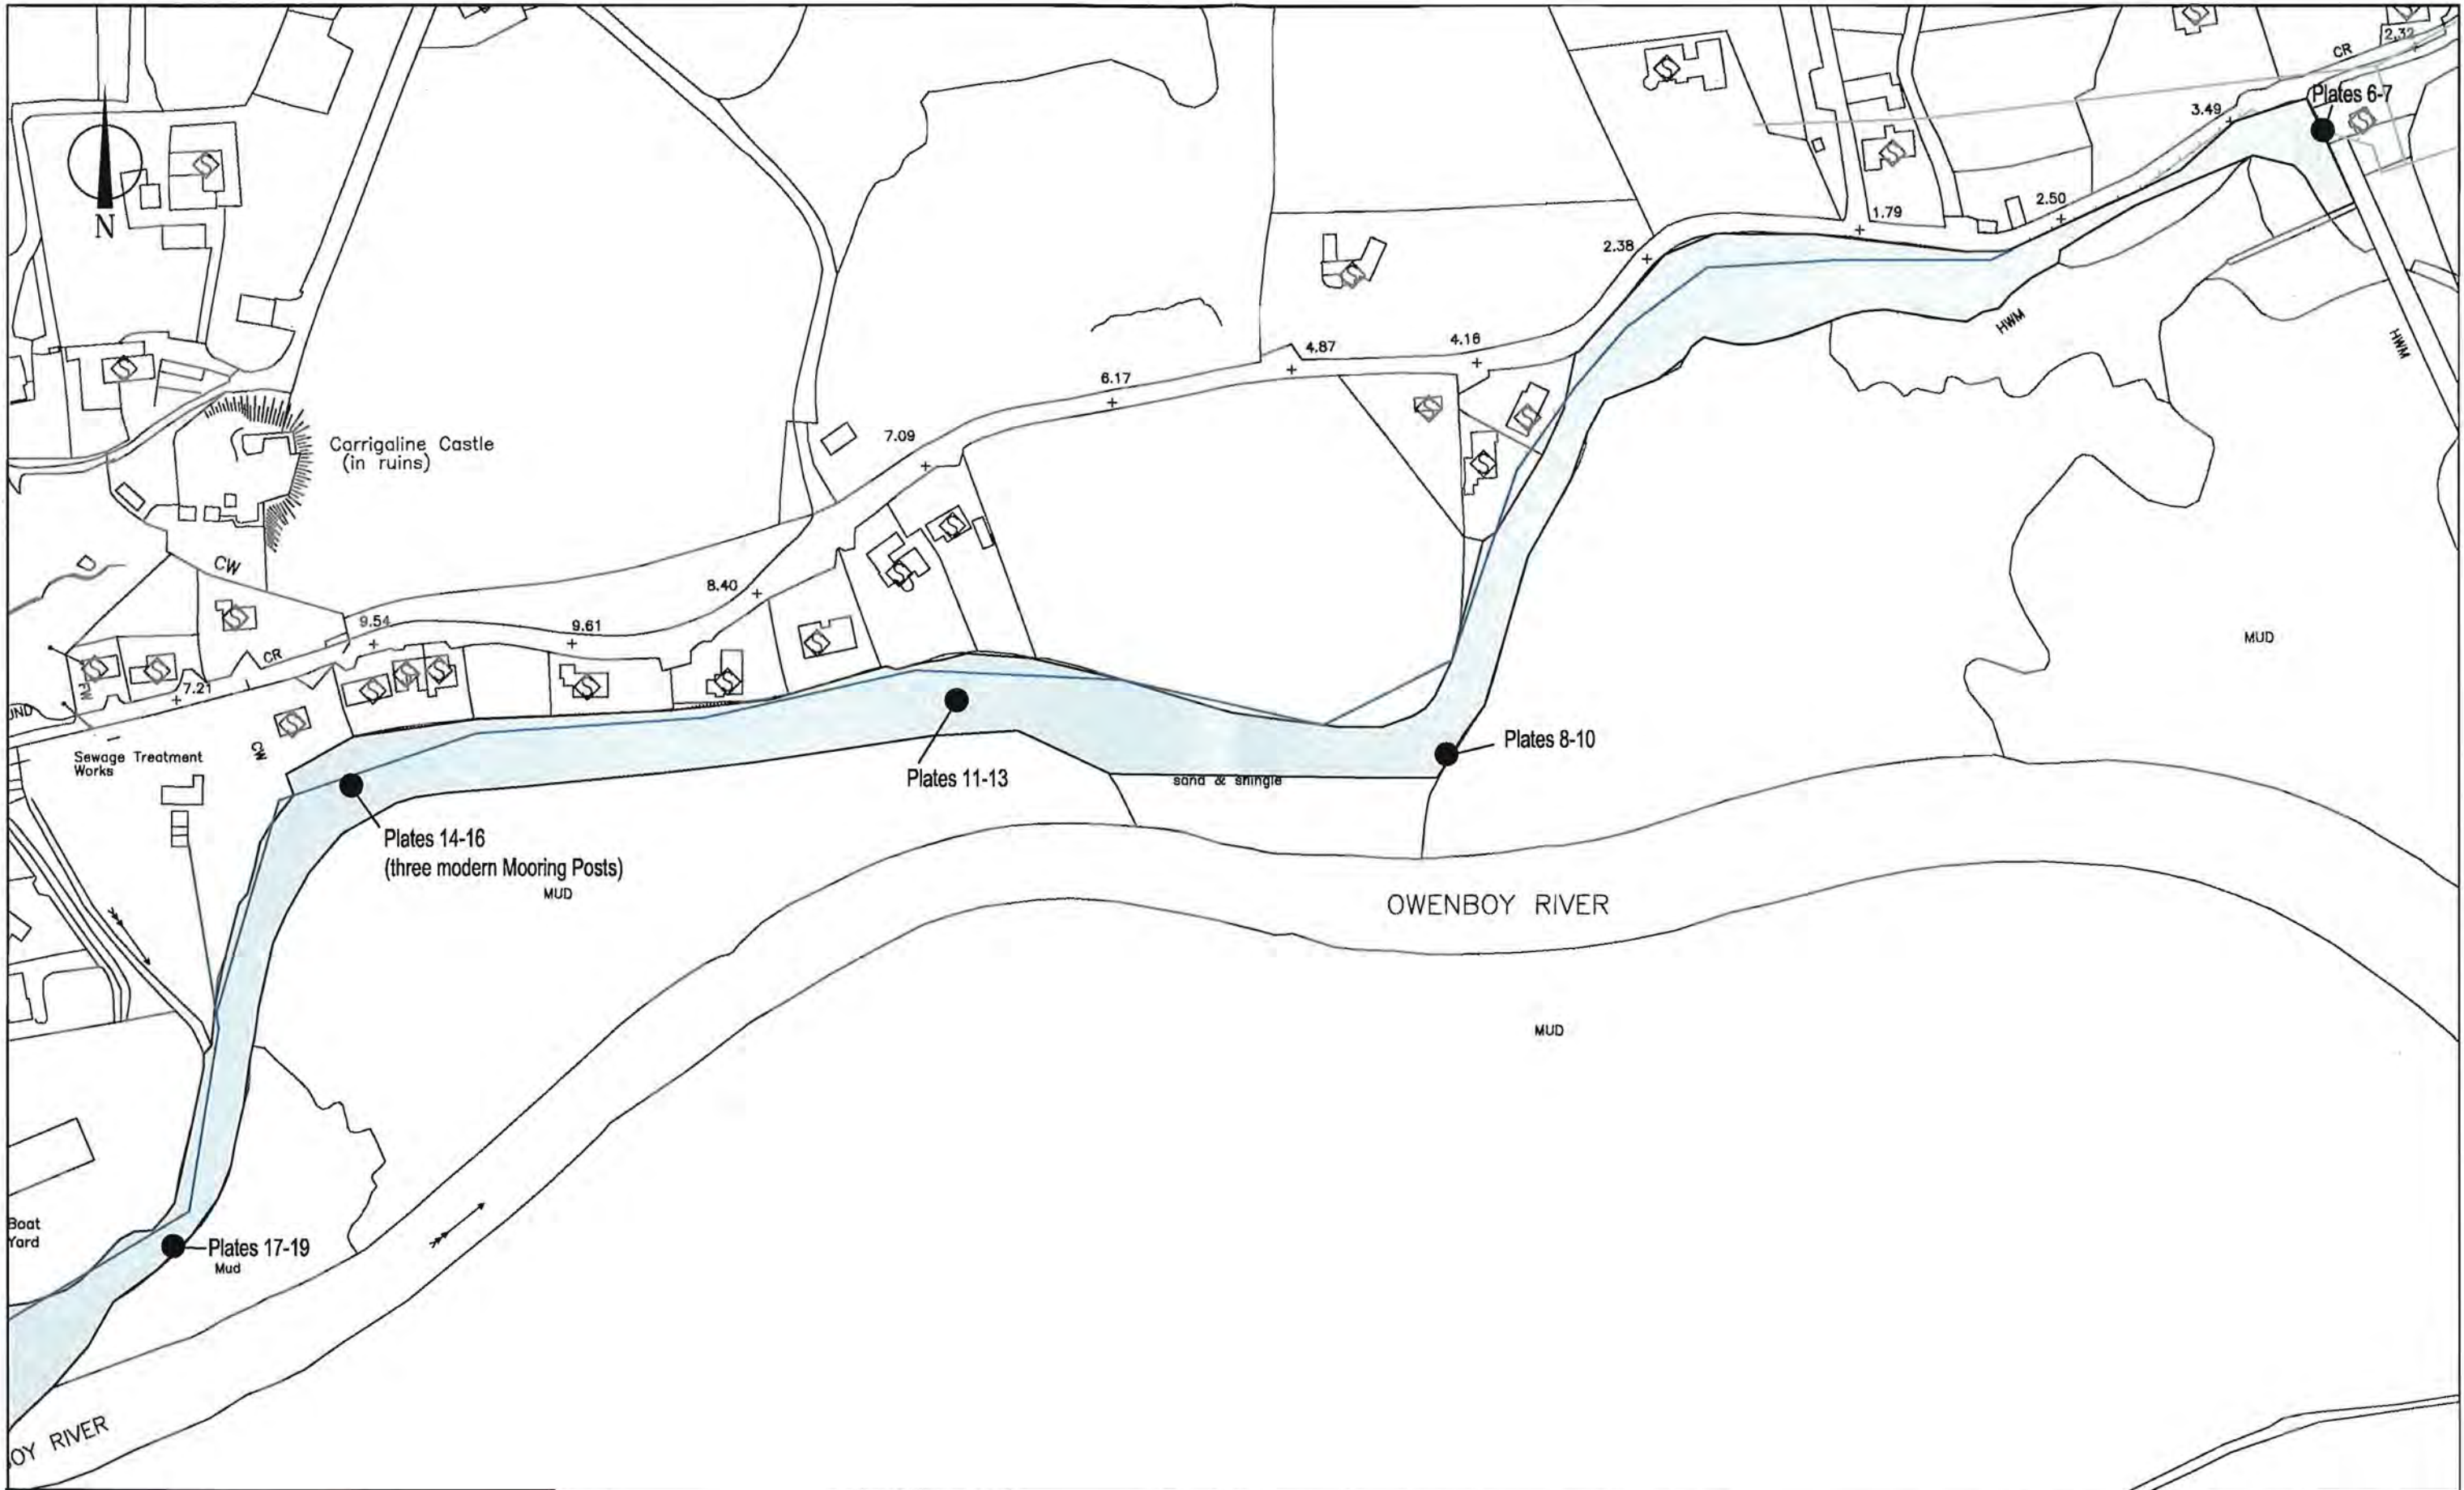 2.32
CR
Plates 6-7
3.49
N
2.50
1.79
2.38
HWM
HWM
4.16
4.87
6.17
7.09
Carrigaline Castle
(in ruins)
CW
8.40
9.61
9.54
CR
MUD
7.21
FW
UND
CW
Sewage Treatment
Works
Plates 8-10
Plates 11-13
sand & shingle
Plates 14-16
(three modern Mooring Posts)
MUD
OWENBOY RIVER
MUD
Boat
Yard
Plates 17-19
Mud
OY RIVER